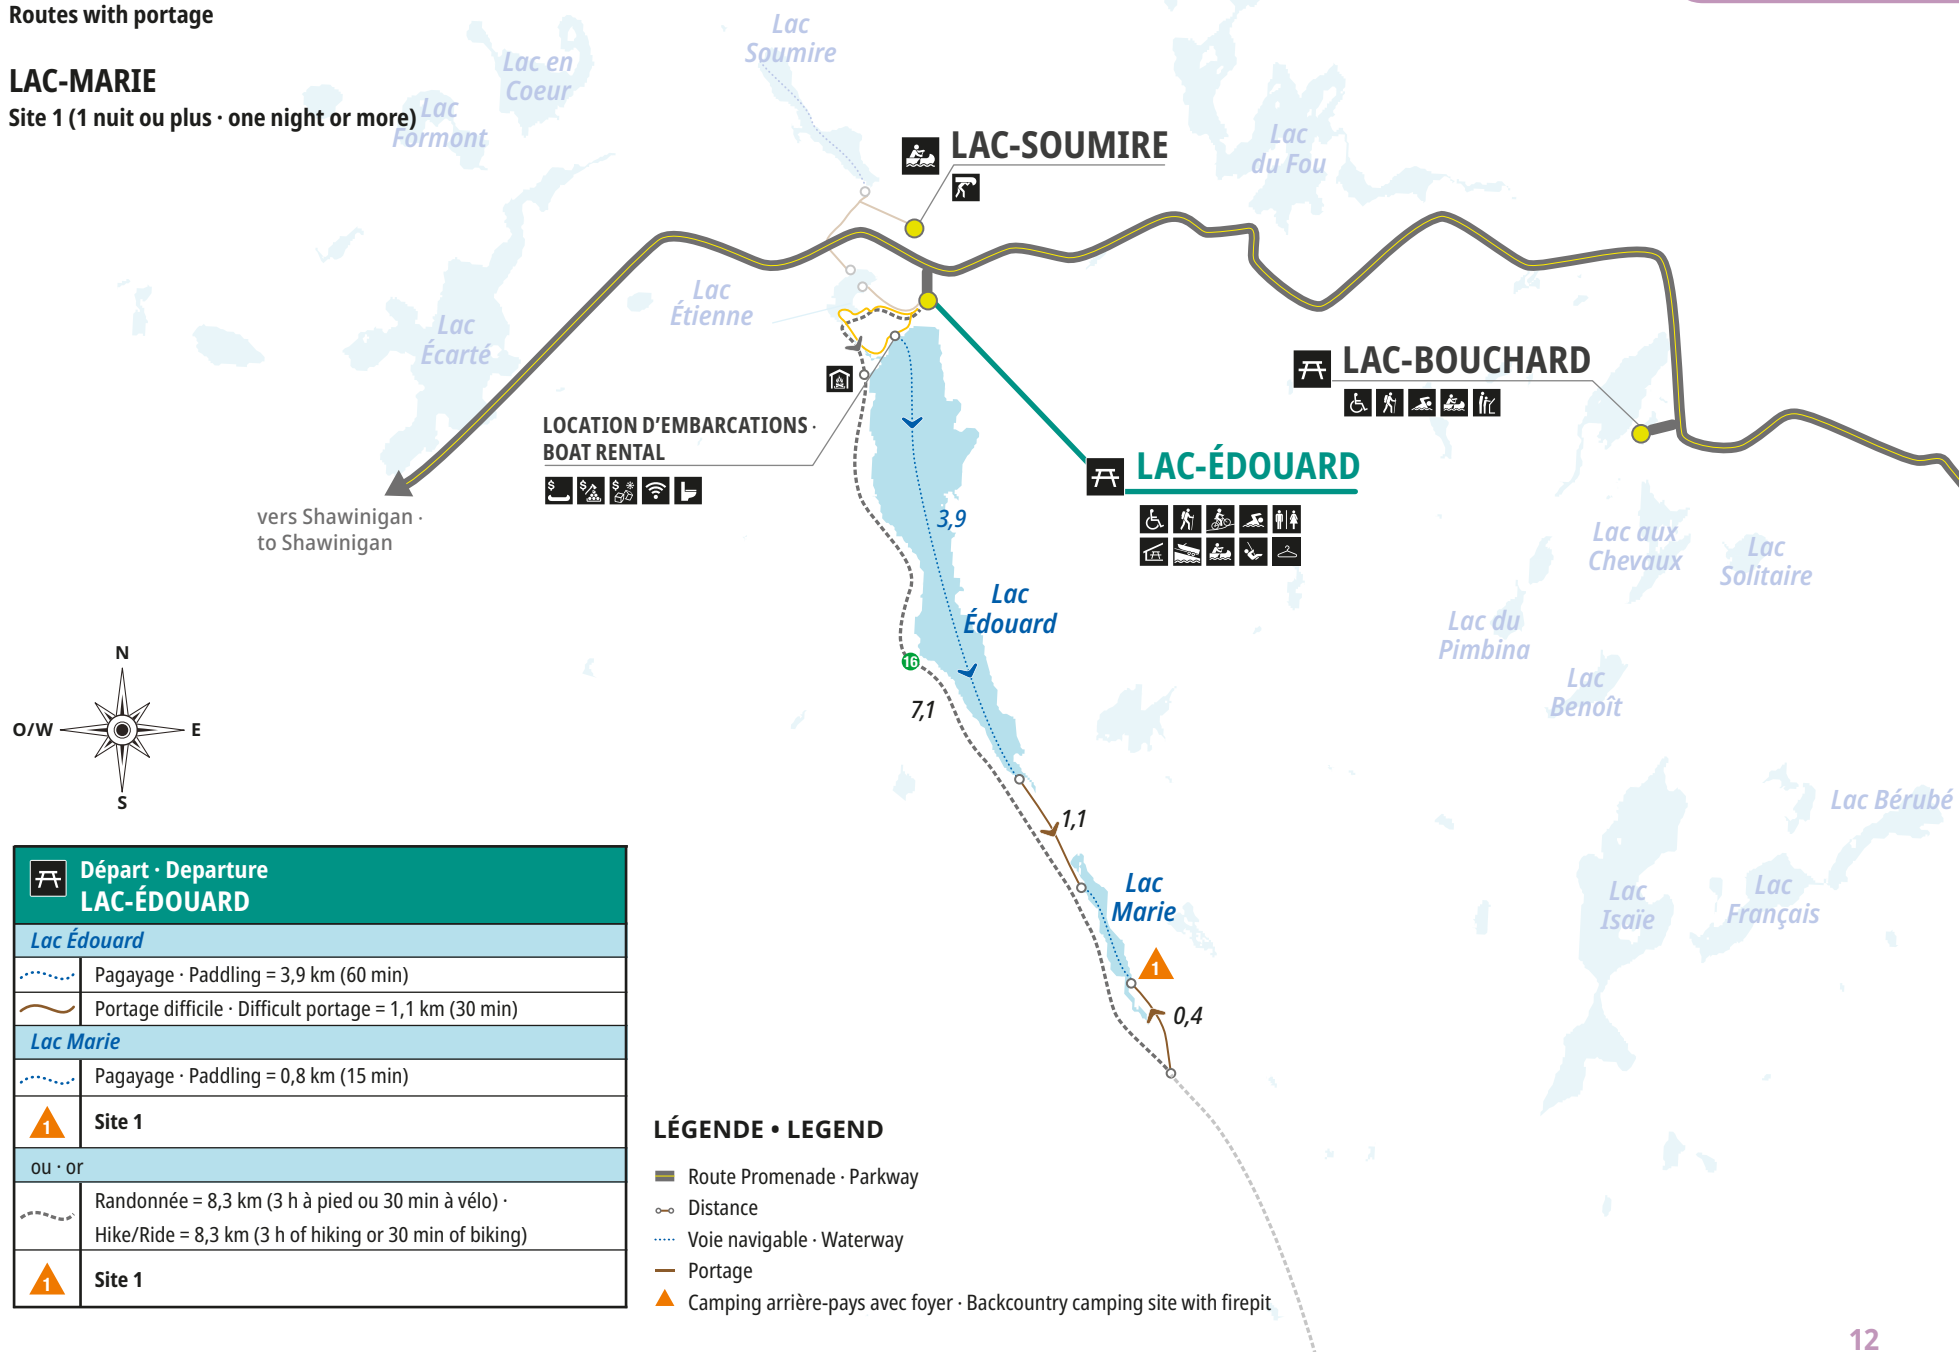 Routes with portage
LAC-MARIE
Site 1 (1 nuit ou plus · one night or more)
Lac en
Coeur
Lac
Formont
Lac
Soumire
LAC-SOUMIRE
Lac
du Fou
Lac
Étienne
Lac
Écarté
LAC-BOUCHARD
LOCATION D'EMBARCATIONS ·
BOAT RENTAL
$ $ $
LAC-ÉDOUARD
vers Shawinigan ·
to Shawinigan
3,9
Lac
Édouard
Lac aux
Chevaux
Lac
Solitaire
Lac du
Pimbina
Lac
Benoît
16
7,1
N
O/W
E
S
1,1
Lac Bérubé
Lac
Marie
Lac
Isaïe
Lac
Français
1
0,4
Départ · Departure
LAC-ÉDOUARD
Lac Édouard
Pagayage · Paddling = 3,9 km (60 min)
Portage difficile · Difficult portage = 1,1 km (30 min)
Lac Marie
Pagayage · Paddling = 0,8 km (15 min)
1 Site 1
ou · or
Randonnée = 8,3 km (3 h à pied ou 30 min à vélo) ·
Hike/Ride = 8,3 km (3 h of hiking or 30 min of biking)
1 Site 1
LÉGENDE • LEGEND
Route Promenade · Parkway
Distance
Voie navigable · Waterway
Portage
Camping arrière-pays avec foyer · Backcountry camping site with firepit
12